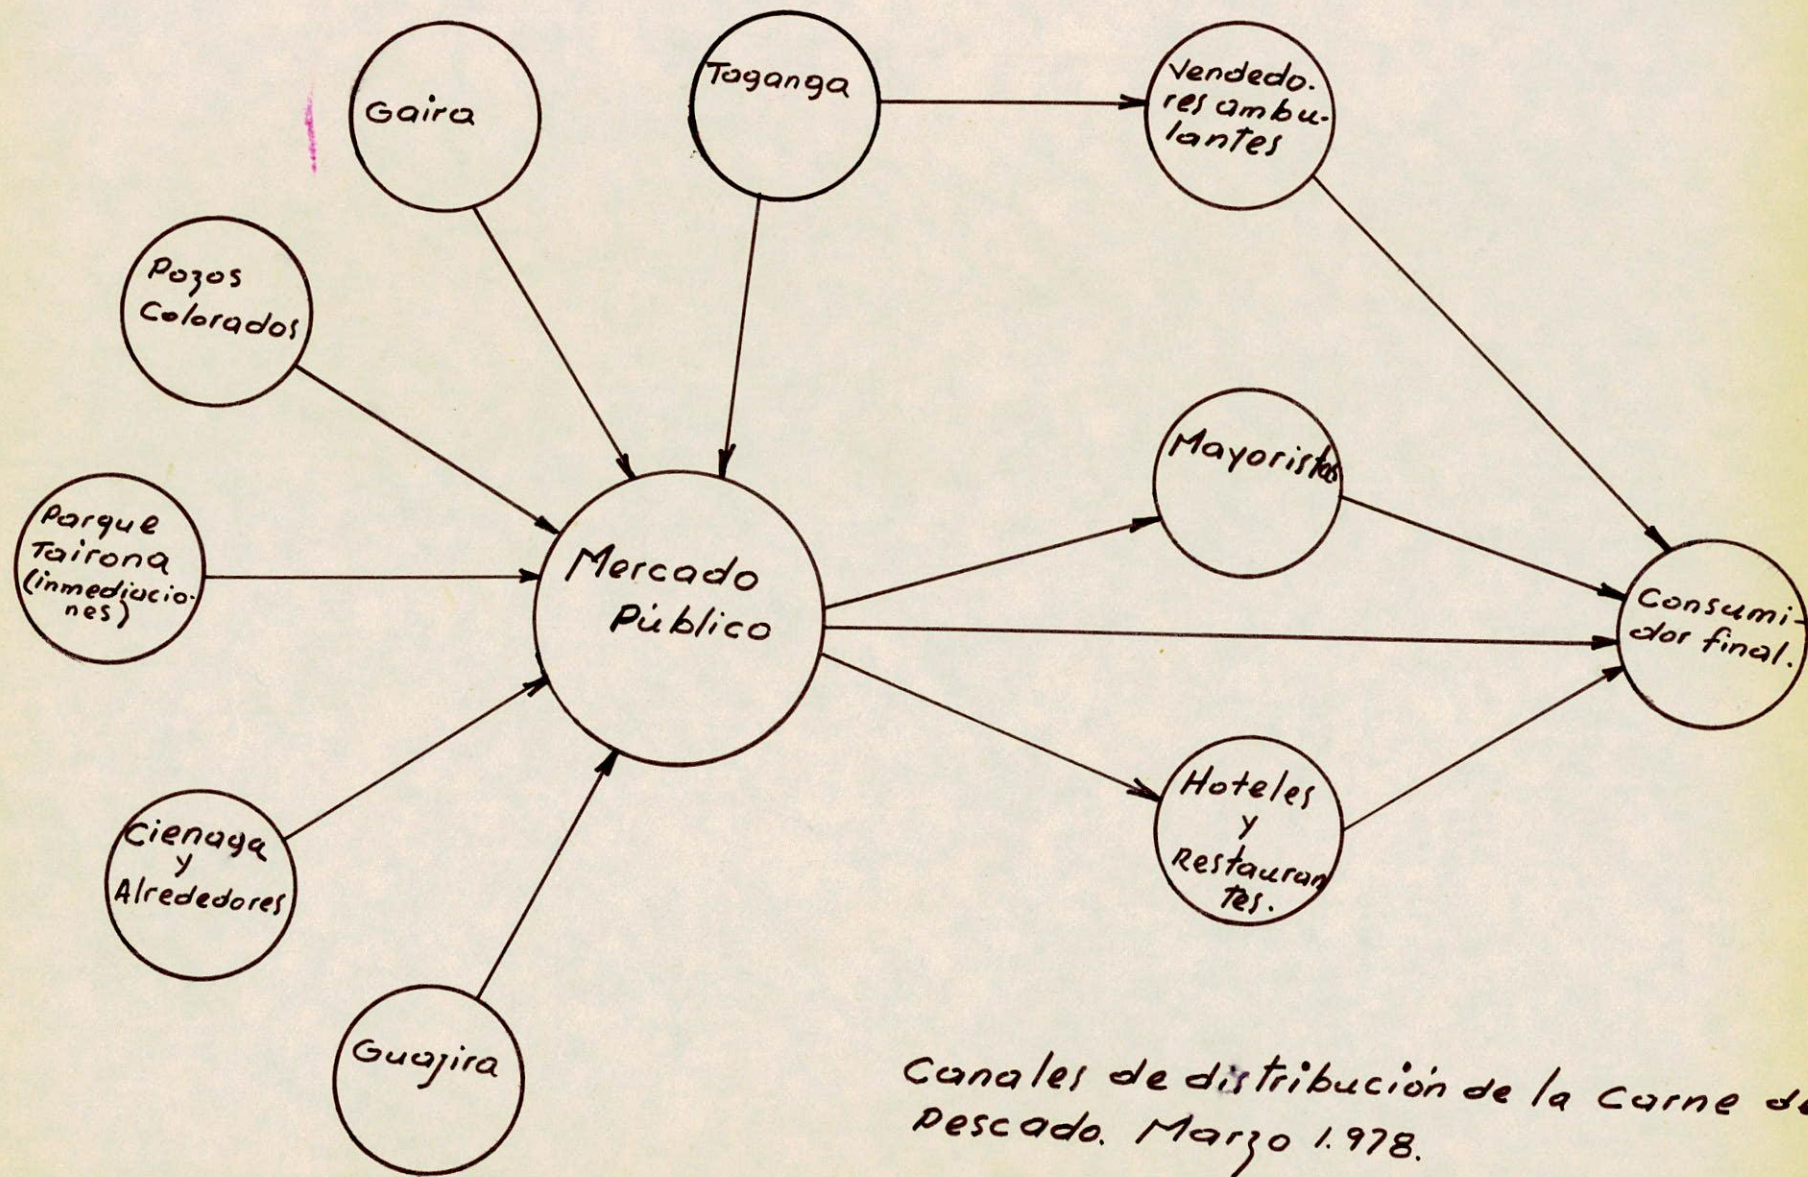 Gaira
Taganga
Vendedo.
res ambu-
lantes
Pozos
Colorados
Mayoristas
Parque
Tairona
(inmediacio-
nes)
Mercado
Público
Consumi-
dor final.
Hoteles
y
Restauran
tes.
Cienaga
y
Alrededores
Guajira
Canales de distribución de la Carne de
Pescado. Marzo 1.978.